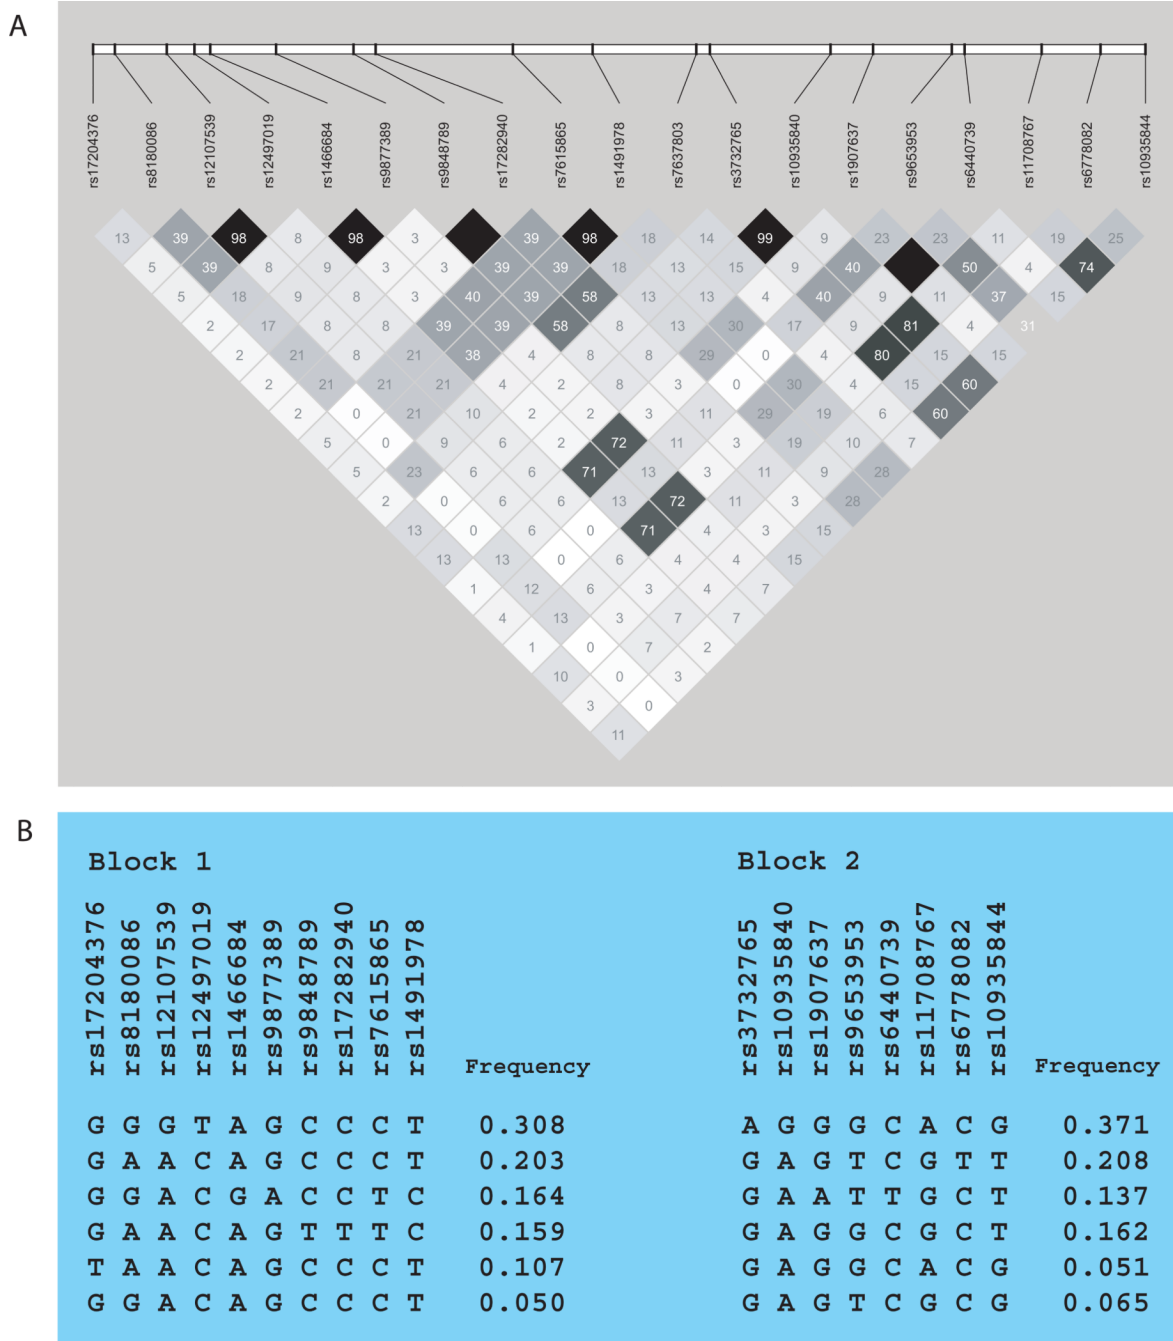 A
rs17204376 rs8180086 rs12107539 rs12497019 rs1466684 rs9877389 rs9848789 rs17282940 rs7615865 rs1491978 rs7637803 rs3732765 rs10935840 rs1907637 rs9653953 rs6440739 rs11708767 rs6778082 rs10935844
13 39 98 8 98 3 39 98 18 14 99 9 23 23 11 19 25
5 39 8 9 3 3 39 39 18 13 15 9 40 50 4 74
5 18 9 8 3 40 39 58 13 13 4 40 9 11 37 15
2 17 8 8 39 39 58 8 13 30 17 9 81 4 31
2 21 8 21 38 4 8 8 29 0 4 80 15 15
2 21 21 21 4 2 8 3 0 30 4 15 60
2 0 21 10 2 2 3 11 29 19 6 60
5 0 9 6 2 72 11 3 19 10 7
5 23 6 6 71 13 3 11 9 28
2 0 6 6 13 72 11 3 28
13 0 6 0 71 4 3 15
13 13 0 6 4 4 15
1 12 6 3 4 7
4 13 3 7 7
1 0 7 2
10 0 3
3 0
11
B
Block 1
rs17204376 rs8180086 rs12107539 rs12497019 rs1466684 rs9877389 rs9848789 rs17282940 rs7615865 rs1491978 Frequency
G G G T A G C C C T 0.308
G A A C A G C C C T 0.203
G G A C G A C C T C 0.164
G A A C A G T T T C 0.159
T A A C A G C C C T 0.107
G G A C A G C C C T 0.050
Block 2
rs3732765 rs10935840 rs1907637 rs9653953 rs6440739 rs11708767 rs6778082 rs10935844 Frequency
A G G G C A C G 0.371
G A G T C G T T 0.208
G A A T T G C T 0.137
G A G G C G C T 0.162
G A G G C A C G 0.051
G A G T C G C G 0.065